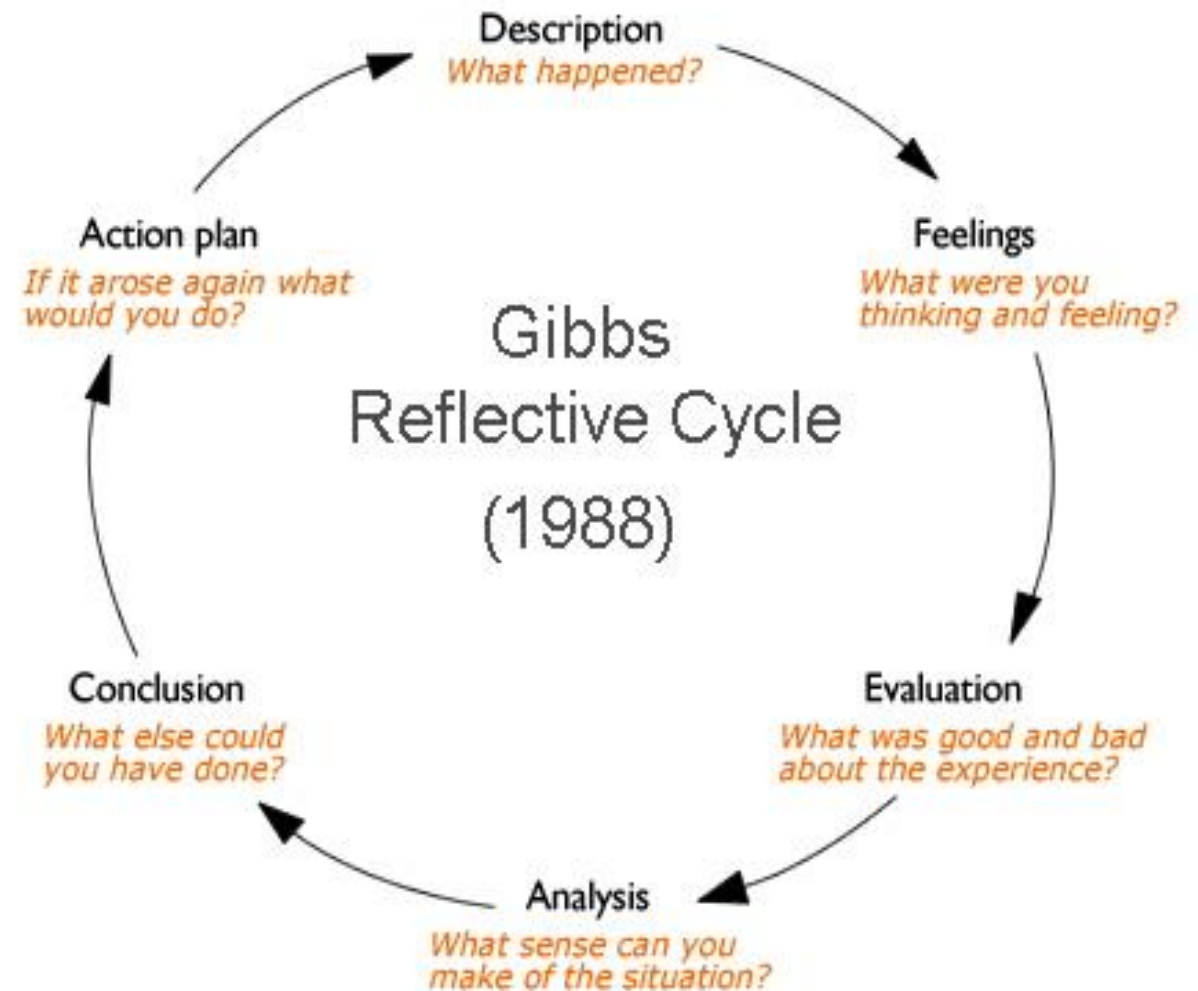 Description
What happened?
Feelings
What were you
thinking and feeling?
Evaluation
What was good and bad
about the experience?
Analysis
What sense can you
make of the situation?
Conclusion
What else could
you have done?
Action plan
If it arose again what
would you do?
Gibbs
Reflective Cycle
(1988)